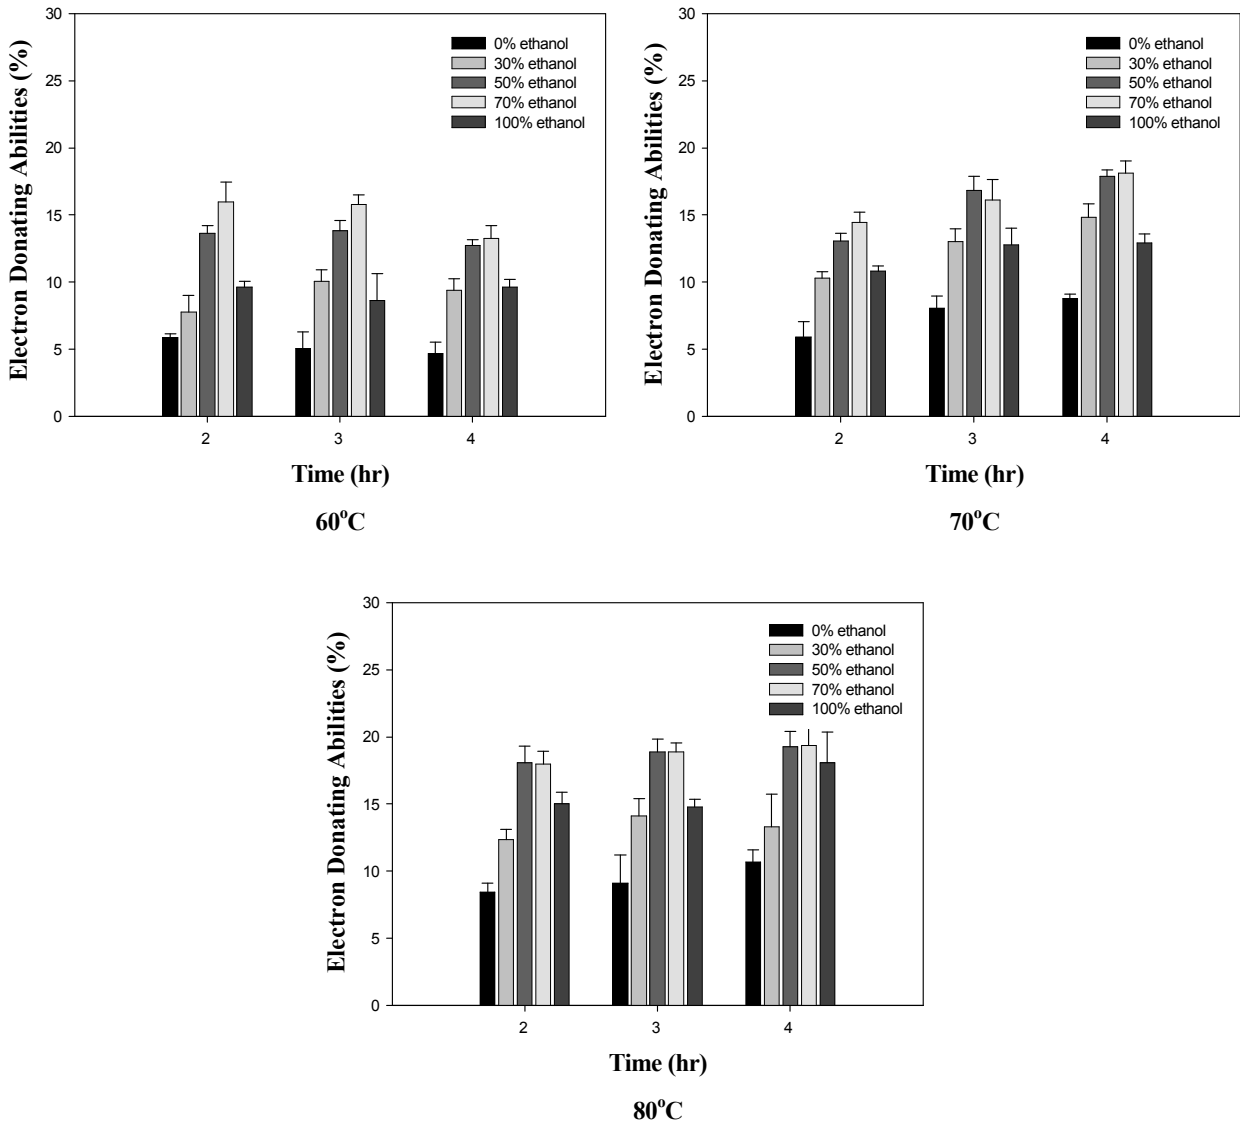 Electron Donating Abilities (%)
30
25
20
15
10
5
0
0% ethanol
30% ethanol
50% ethanol
70% ethanol
100% ethanol
2 3 4
Time (hr)
60°C
Electron Donating Abilities (%)
30
25
20
15
10
5
0
0% ethanol
30% ethanol
50% ethanol
70% ethanol
100% ethanol
2 3 4
Time (hr)
70°C
Electron Donating Abilities (%)
30
25
20
15
10
5
0
0% ethanol
30% ethanol
50% ethanol
70% ethanol
100% ethanol
2 3 4
Time (hr)
80°C